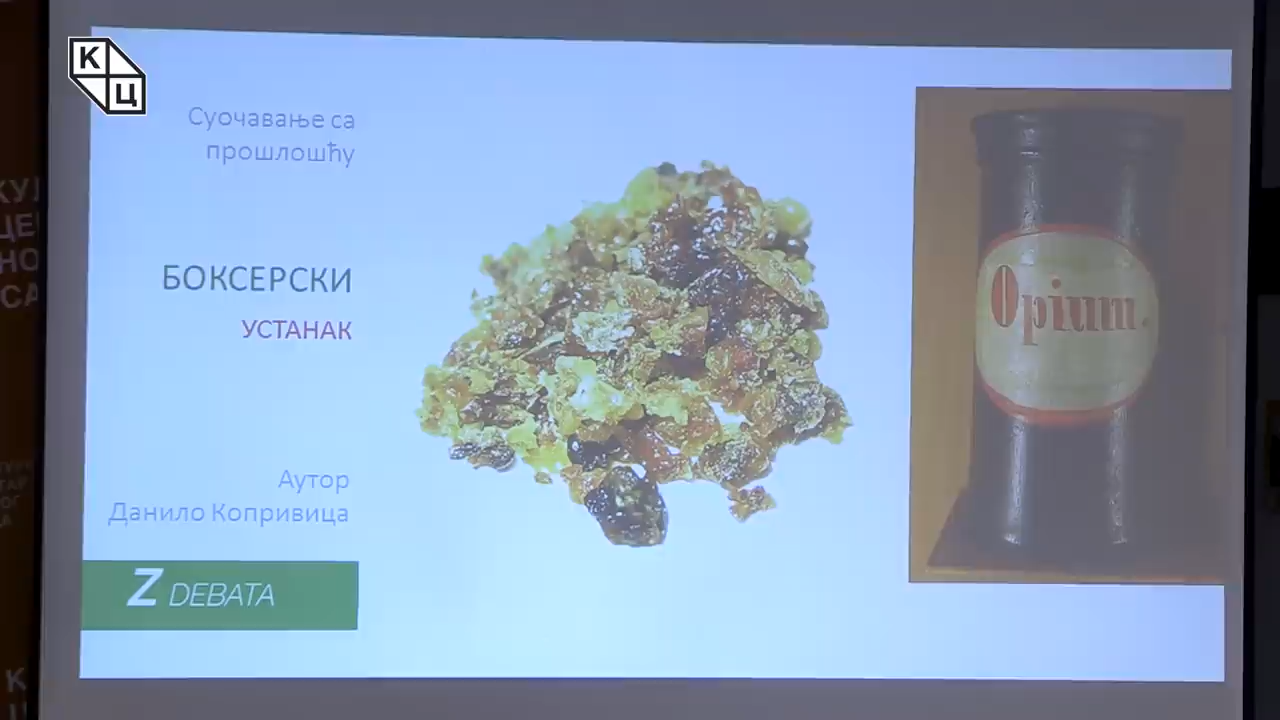 К
Ц
Суочавање са
прошлошћу
БОКСЕРСКИ
УСТАНАК
Аутор
Данило Копривица
Z DEBATA
Opium.